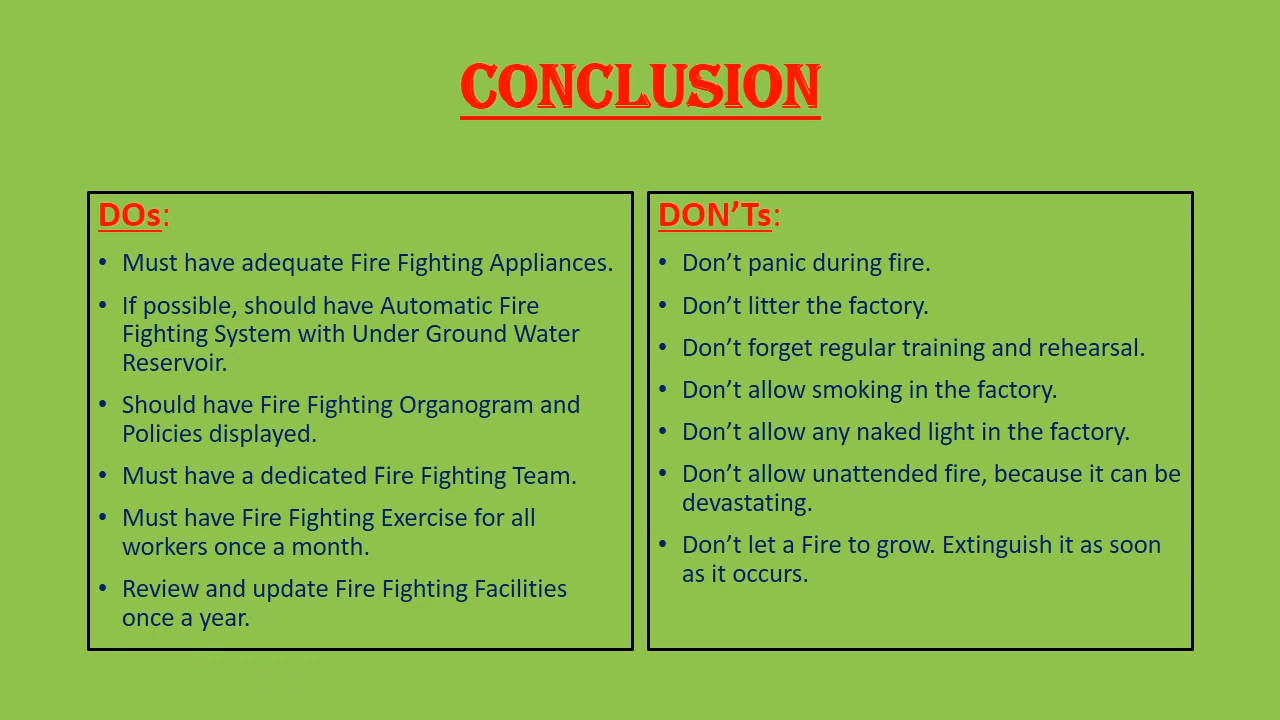 CONCLUSION
DOs:
• Must have adequate Fire Fighting Appliances.
• If possible, should have Automatic Fire
Fighting System with Under Ground Water
Reservoir.
• Should have Fire Fighting Organogram and
Policies displayed.
• Must have a dedicated Fire Fighting Team.
• Must have Fire Fighting Exercise for all
workers once a month.
• Review and update Fire Fighting Facilities
once a year.
DON’Ts:
• Don’t panic during fire.
• Don’t litter the factory.
• Don’t forget regular training and rehearsal.
• Don’t allow smoking in the factory.
• Don’t allow any naked light in the factory.
• Don’t allow unattended fire, because it can be
devastating.
• Don’t let a Fire to grow. Extinguish it as soon
as it occurs.